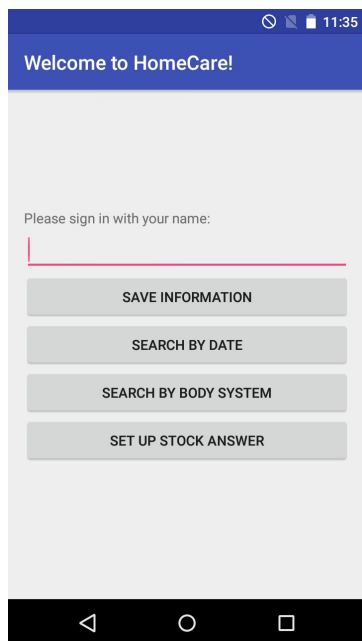 11:35
Welcome to HomeCare!
Please sign in with your name:
SAVE INFORMATION
SEARCH BY DATE
SEARCH BY BODY SYSTEM
SET UP STOCK ANSWER